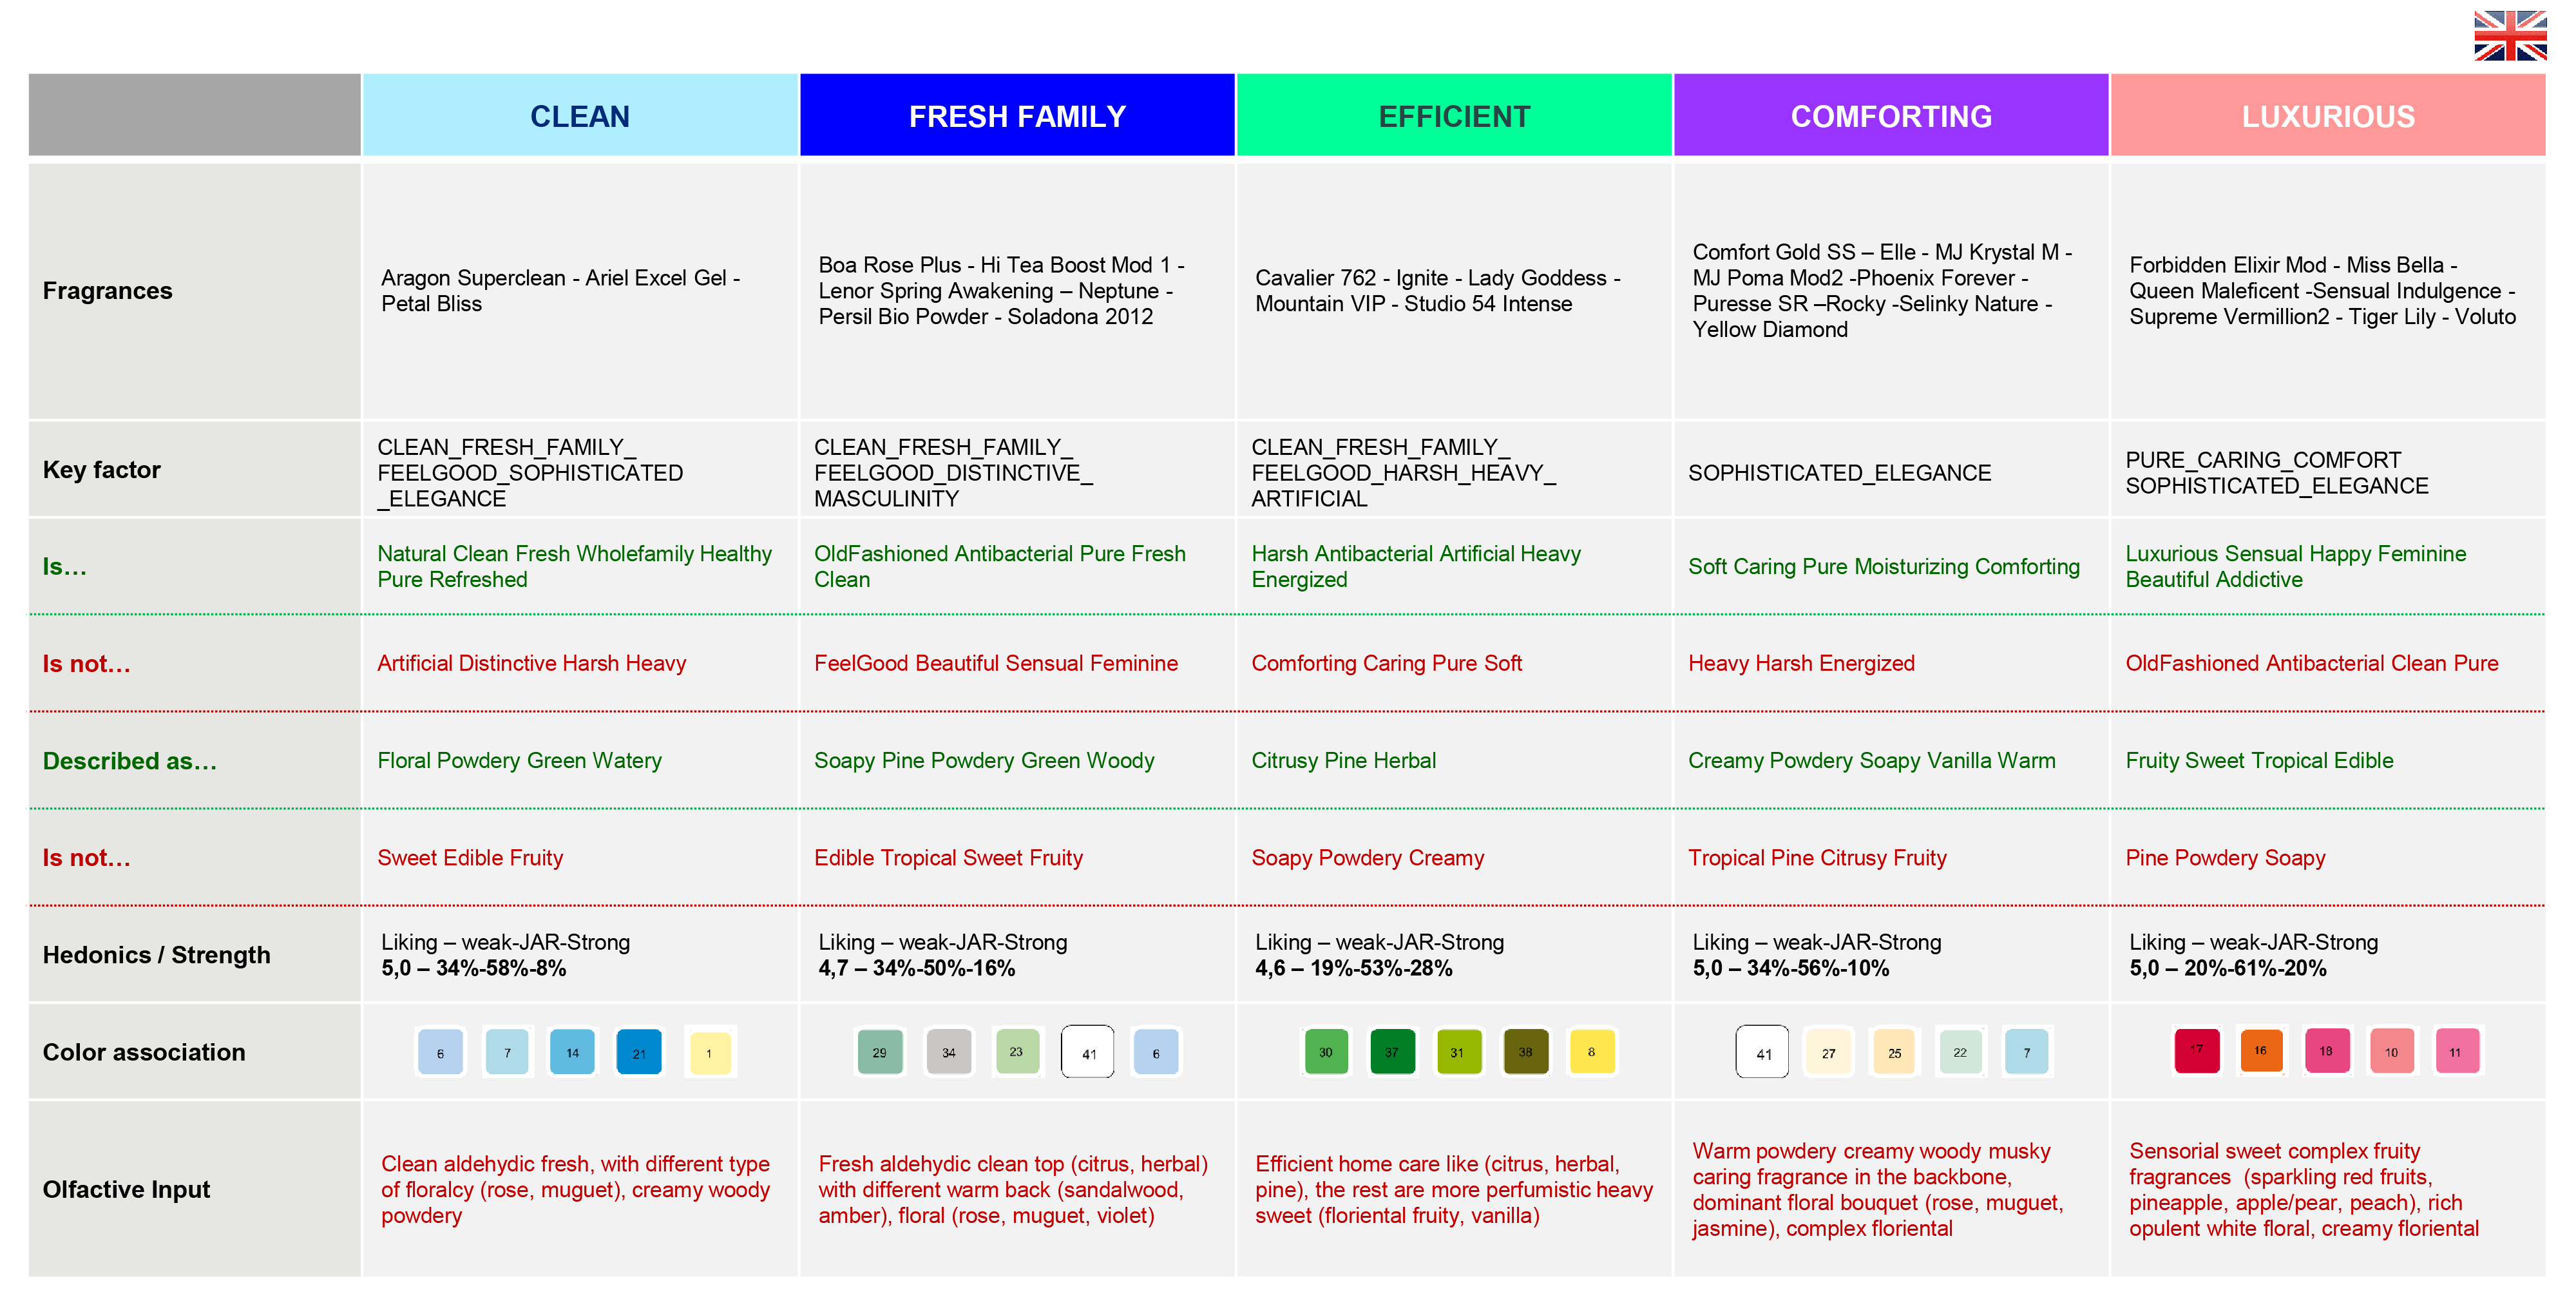 CLEAN
FRESH FAMILY
EFFICIENT
COMFORTING
LUXURIOUS
Fragrances
Aragon Superclean - Ariel Excel Gel -
Petal Bliss
Boa Rose Plus - Hi Tea Boost Mod 1 -
Lenor Spring Awakening – Neptune -
Persil Bio Powder - Soladona 2012
Cavalier 762 - Ignite - Lady Goddess -
Mountain VIP - Studio 54 Intense
Comfort Gold SS – Elle - MJ Krystal M -
MJ Poma Mod2 -Phoenix Forever -
Puresse SR –Rocky -Selinky Nature -
Yellow Diamond
Forbidden Elixir Mod - Miss Bella -
Queen Maleficent -Sensual Indulgence -
Supreme Vermillion2 - Tiger Lily - Voluto
Key factor
CLEAN_FRESH_FAMILY_
FEELGOOD_SOPHISTICATED
_ELEGANCE
CLEAN_FRESH_FAMILY_
FEELGOOD_DISTINCTIVE_
MASCULINITY
CLEAN_FRESH_FAMILY_
FEELGOOD_HARSH_HEAVY_
ARTIFICIAL
SOPHISTICATED_ELEGANCE
PURE_CARING_COMFORT
SOPHISTICATED_ELEGANCE
Is…
Natural Clean Fresh Wholefamily Healthy
Pure Refreshed
OldFashioned Antibacterial Pure Fresh
Clean
Harsh Antibacterial Artificial Heavy
Energized
Soft Caring Pure Moisturizing Comforting
Luxurious Sensual Happy Feminine
Beautiful Addictive
Is not…
Artificial Distinctive Harsh Heavy
FeelGood Beautiful Sensual Feminine
Comforting Caring Pure Soft
Heavy Harsh Energized
OldFashioned Antibacterial Clean Pure
Described as…
Floral Powdery Green Watery
Soapy Pine Powdery Green Woody
Citrusy Pine Herbal
Creamy Powdery Soapy Vanilla Warm
Fruity Sweet Tropical Edible
Is not…
Sweet Edible Fruity
Edible Tropical Sweet Fruity
Soapy Powdery Creamy
Tropical Pine Citrusy Fruity
Pine Powdery Soapy
Hedonics / Strength
Liking – weak-JAR-Strong
5,0 – 34%-58%-8%
Liking – weak-JAR-Strong
4,7 – 34%-50%-16%
Liking – weak-JAR-Strong
4,6 – 19%-53%-28%
Liking – weak-JAR-Strong
5,0 – 34%-56%-10%
Liking – weak-JAR-Strong
5,0 – 20%-61%-20%
Color association
6 7 14 21 1
29 34 23 41 6
30 37 31 38 8
41 27 25 22 7
17 16 18 10 11
Olfactive Input
Clean aldehydic fresh, with different type
of floralcy (rose, muguet), creamy woody
powdery
Fresh aldehydic clean top (citrus, herbal)
with different warm back (sandalwood,
amber), floral (rose, muguet, violet)
Efficient home care like (citrus, herbal,
pine), the rest are more perfumistic heavy
sweet (floriental fruity, vanilla)
Warm powdery creamy woody musky
caring fragrance in the backbone,
dominant floral bouquet (rose, muguet,
jasmine), complex floriental
Sensorial sweet complex fruity
fragrances (sparkling red fruits,
pineapple, apple/pear, peach), rich
opulent white floral, creamy floriental